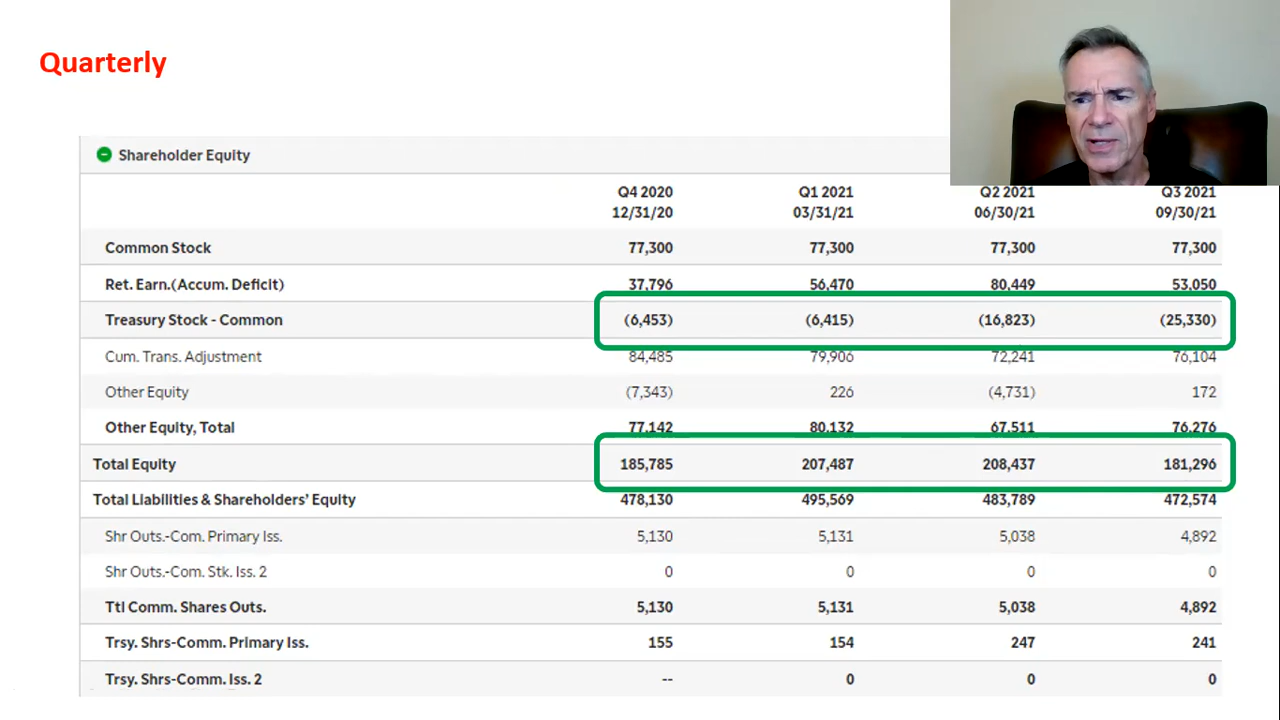 Quarterly
Shareholder Equity
Q4 2020 Q1 2021 Q2 2021 Q3 2021
12/31/20 03/31/21 06/30/21 09/30/21
Common Stock 77,300 77,300 77,300 77,300
Ret. Earn.(Accum. Deficit) 37,796 56,470 80,449 53,050
Treasury Stock - Common (6,453) (6,415) (16,823) (25,330)
Cum. Trans. Adjustment 84,485 79,906 72,241 76,104
Other Equity (7,343) 226 (4,731) 172
Other Equity, Total 77,142 80,132 67,511 76,276
Total Equity 185,785 207,487 208,437 181,296
Total Liabilities & Shareholders' Equity 478,130 495,569 483,789 472,574
Shr Outs.-Com. Primary Iss. 5,130 5,131 5,038 4,892
Shr Outs.-Com. Stk. Iss. 2 0 0 0 0
Ttl Comm. Shares Outs. 5,130 5,131 5,038 4,892
Trsy. Shrs-Comm. Primary Iss. 155 154 247 241
Trsy. Shrs-Comm. Iss. 2 -- 0 0 0